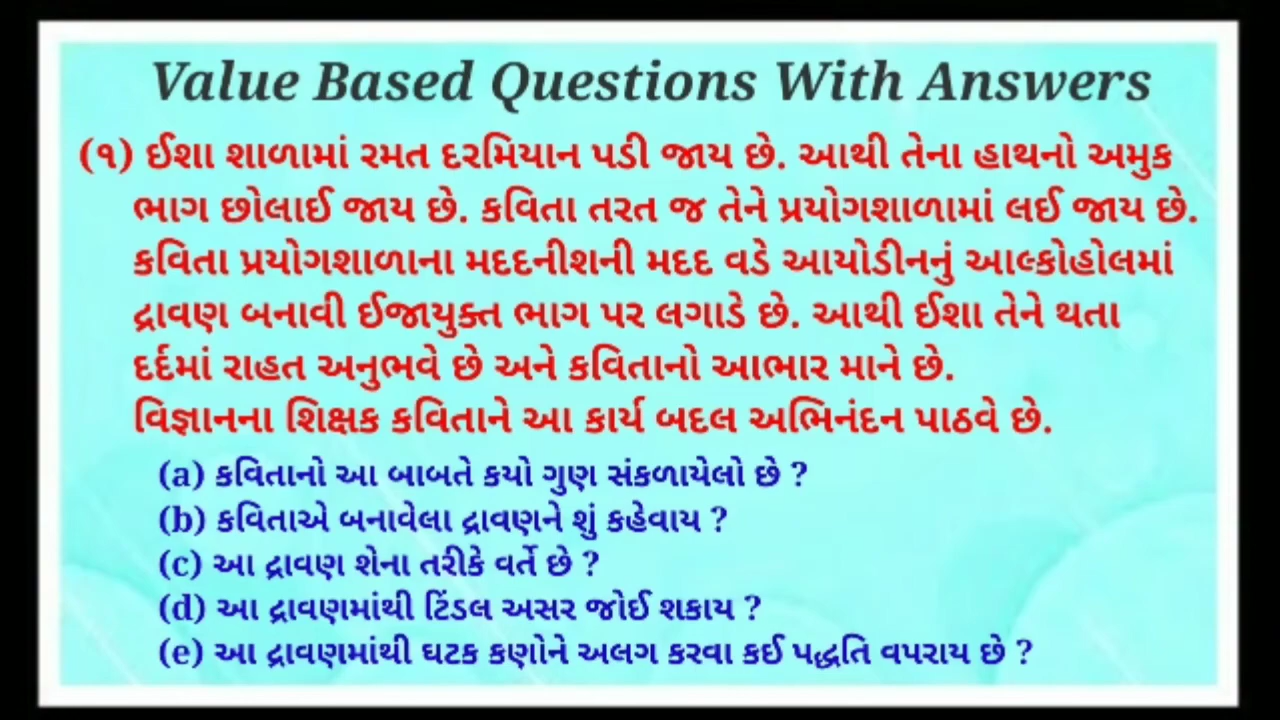 Value Based Questions With Answers
(૧) ઈશા શાળામાં રમત દરમિયાન પડી જાય છે. આથી તેના હાથનો અમુક
ભાગ છોલાઈ જાય છે. કવિતા તરત જ તેને પ્રયોગશાળામાં લઈ જાય છે.
કવિતા પ્રયોગશાળાના મદદનીશની મદદ વડે આયોડીનનું આલ્કોહોલમાં
દ્રાવણ બનાવી ઈજાયુક્ત ભાગ પર લગાડે છે. આથી ઈશા તેને થતા
દર્દમાં રાહત અનુભવે છે અને કવિતાનો આભાર માને છે.
વિજ્ઞાનના શિક્ષક કવિતાને આ કાર્ય બદલ અભિનંદન પાઠવે છે.
(a) કવિતાનો આ બાબતે કયો ગુણ સંકળાયેલો છે ?
(b) કવિતાએ બનાવેલા દ્રાવણને શું કહેવાય ?
(c) આ દ્રાવણ શેના તરીકે વર્તે છે ?
(d) આ દ્રાવણમાંથી ટિંડલ અસર જોઈ શકાય ?
(e) આ દ્રાવણમાંથી ઘટક કણોને અલગ કરવા કઈ પદ્ધતિ વપરાય છે ?